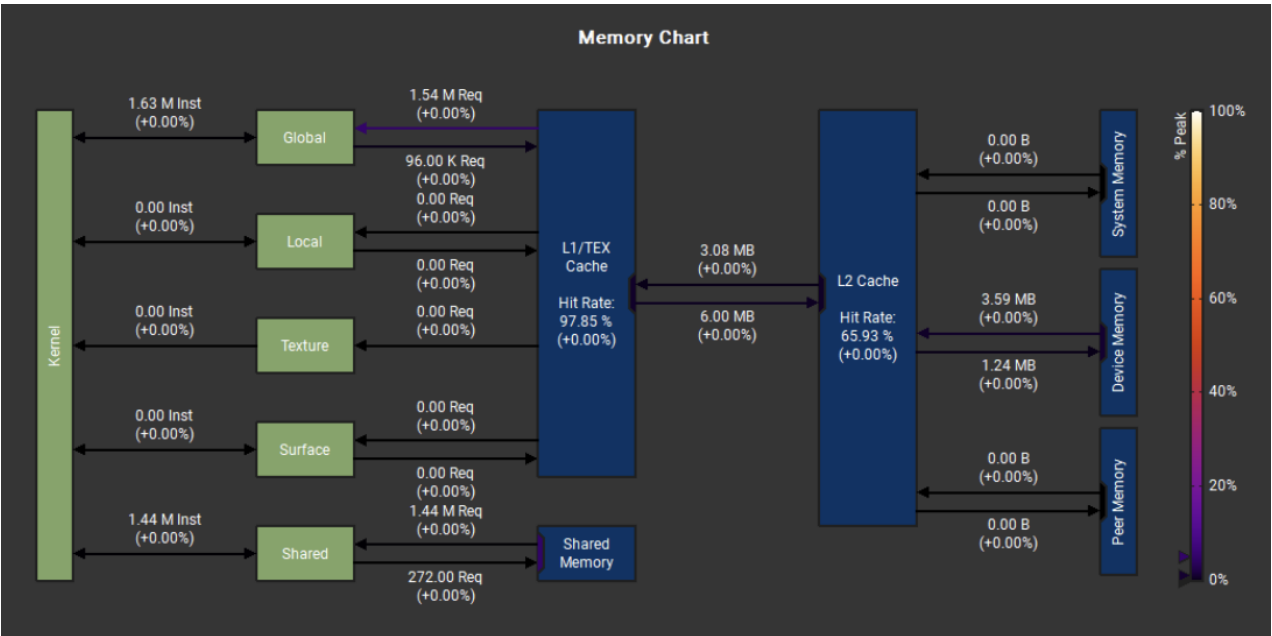 Memory Chart
1.63 M Inst
(+0.00%)
Global
1.54 M Req
(+0.00%)
96.00 K Req
(+0.00%)
0.00 Inst
(+0.00%)
Local
0.00 Req
(+0.00%)
0.00 Req
(+0.00%)
0.00 Inst
(+0.00%)
Texture
0.00 Req
(+0.00%)
0.00 Inst
(+0.00%)
Surface
0.00 Req
(+0.00%)
0.00 Req
(+0.00%)
1.44 M Inst
(+0.00%)
Shared
1.44 M Req
(+0.00%)
272.00 Req
(+0.00%)
Kernel
L1/TEX
Cache
Hit Rate:
97.85 %
(+0.00%)
Shared
Memory
3.08 MB
(+0.00%)
6.00 MB
(+0.00%)
L2 Cache
Hit Rate:
65.93 %
(+0.00%)
0.00 B
(+0.00%)
0.00 B
(+0.00%)
System Memory
3.59 MB
(+0.00%)
1.24 MB
(+0.00%)
Device Memory
0.00 B
(+0.00%)
0.00 B
(+0.00%)
Peer Memory
% Peak
100%
80%
60%
40%
20%
0%